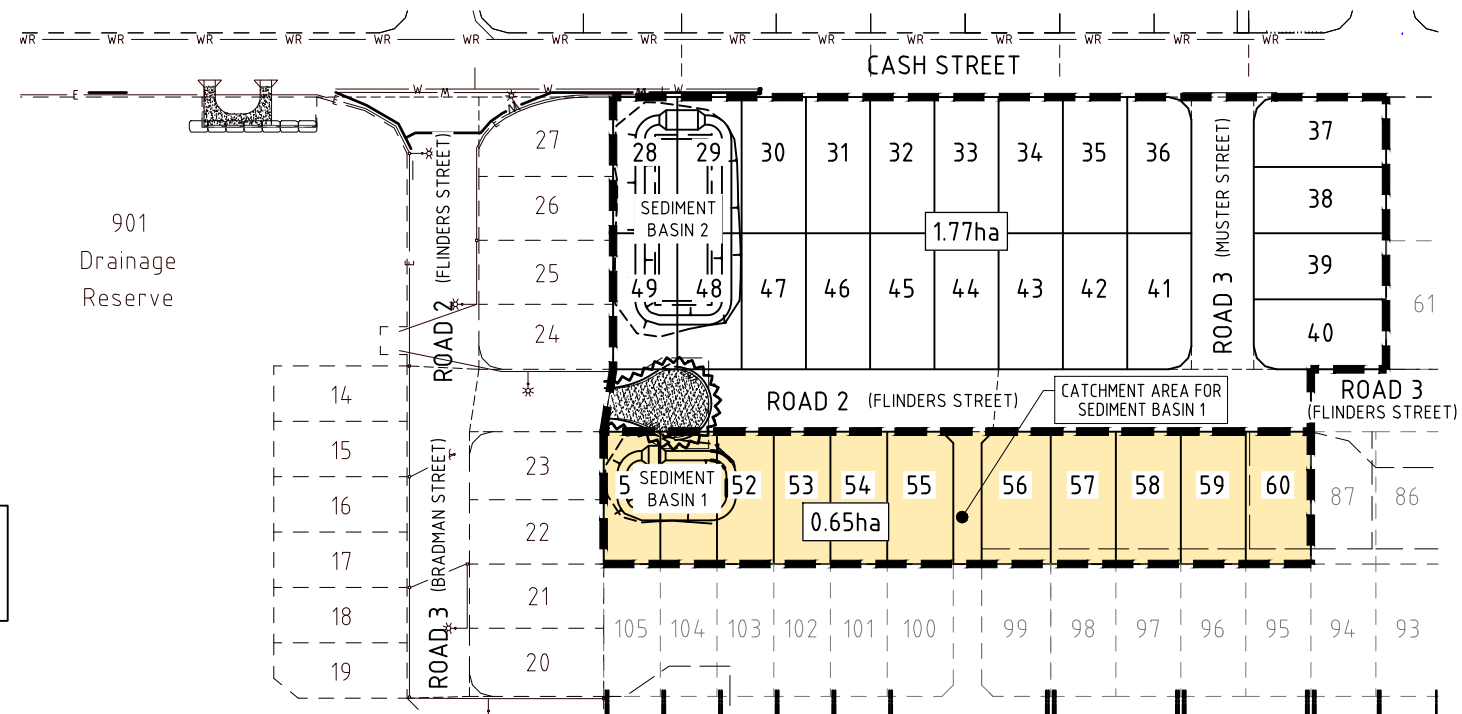 WR WR WR WR WR WR WR WR WR WR WR WR WR WR WR
CASH STREET
E E W M W M W
M E
27 28 29 30 31 32 33 34 35 36 37
ROAD 2 (FLINDERS STREET)
26
SEDIMENT
BASIN 2
1.77ha
ROAD 3 (MUSTER STREET)
38
901
Drainage
Reserve
25 49 48 47 46 45 44 43 42 41 39
61
24
40
14
ROAD 2 (FLINDERS STREET)
CATCHMENT AREA FOR
SEDIMENT BASIN 1
ROAD 3
(FLINDERS STREET)
15
ROAD 3 (BRADMAN STREET)
23
5 SEDIMENT
BASIN 1
52 53 54 55 56 57 58 59 60
87 86
16
22
0.65ha
17
21
18
105 104 103 102 101 100 99 98 97 96 95 94 93
19
20